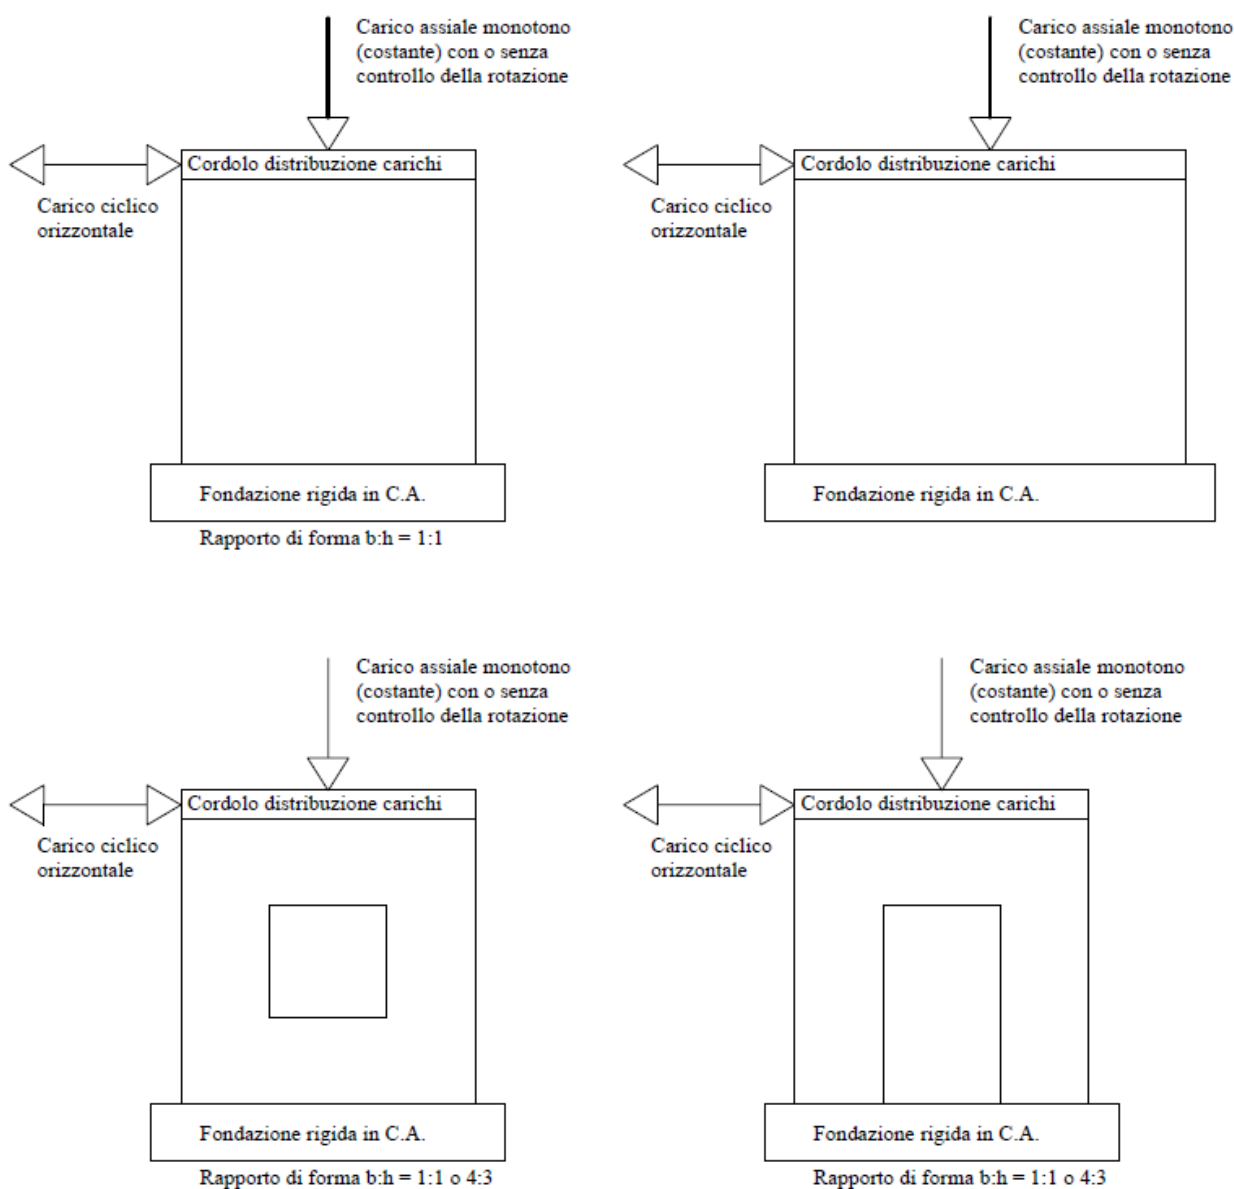 Carico assiale monotono
(costante) con o senza
controllo della rotazione
Cordolo distribuzione carichi
Carico ciclico
orizzontale
Fondazione rigida in C.A.
Rapporto di forma b:h = 1:1
Carico assiale monotono
(costante) con o senza
controllo della rotazione
Cordolo distribuzione carichi
Carico ciclico
orizzontale
Fondazione rigida in C.A.
Carico assiale monotono
(costante) con o senza
controllo della rotazione
Cordolo distribuzione carichi
Carico ciclico
orizzontale
Fondazione rigida in C.A.
Rapporto di forma b:h = 1:1 o 4:3
Carico assiale monotono
(costante) con o senza
controllo della rotazione
Cordolo distribuzione carichi
Carico ciclico
orizzontale
Fondazione rigida in C.A.
Rapporto di forma b:h = 1:1 o 4:3